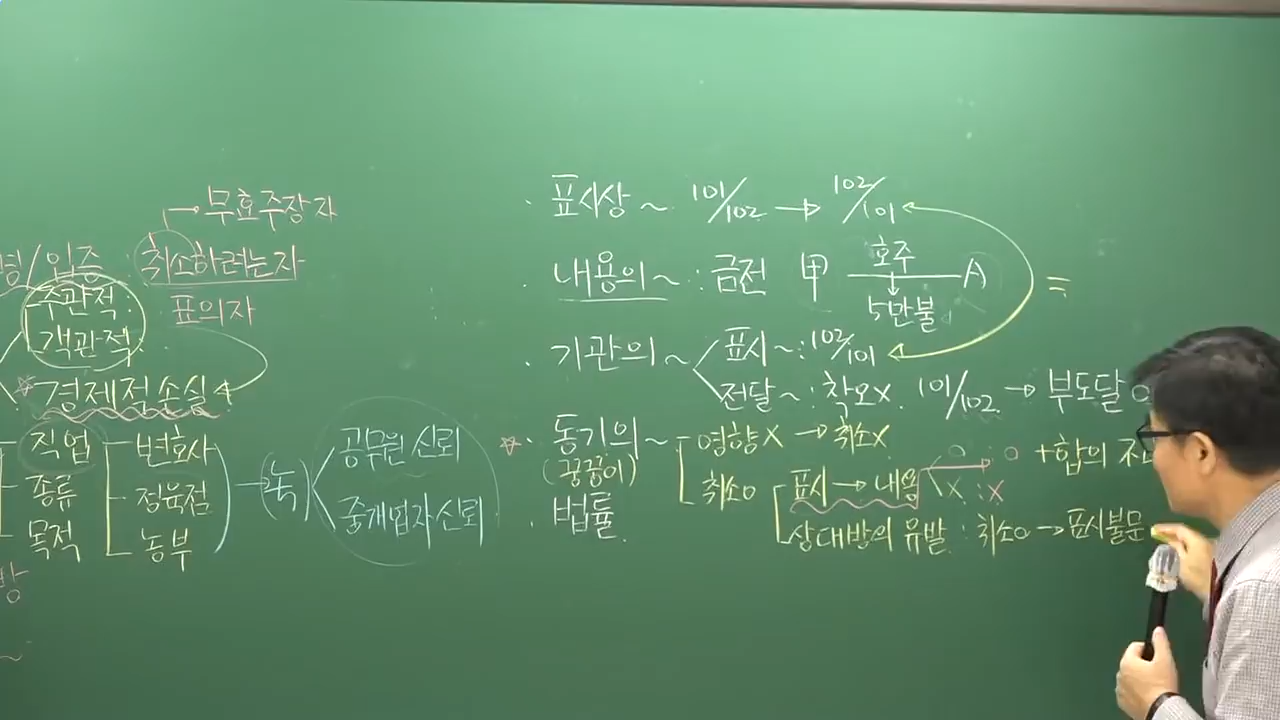 무효주장자
명/입증 : 취소하려는자
주관적
표의자
객관적
☆ 경제적손실
직업 변호사
종류 정육점
목적 농부
방
~
공무원 신뢰
중개업자신뢰
· 표시상 ~ 101/102 → 102/101
· 내용의~ : 금전 甲 호주 A
5만불
=
· 기관의 ~ 표시~ : 102/101
전달~ : 착오x. 101/102. → 부도달 o
☆· 동기의~ 영향X → 취소X
(꿍꿍이) 취소o 표시 → 내용 o : o +합의
X : X
· 법률. 상대방의 유발 : 취소o → 표시불문